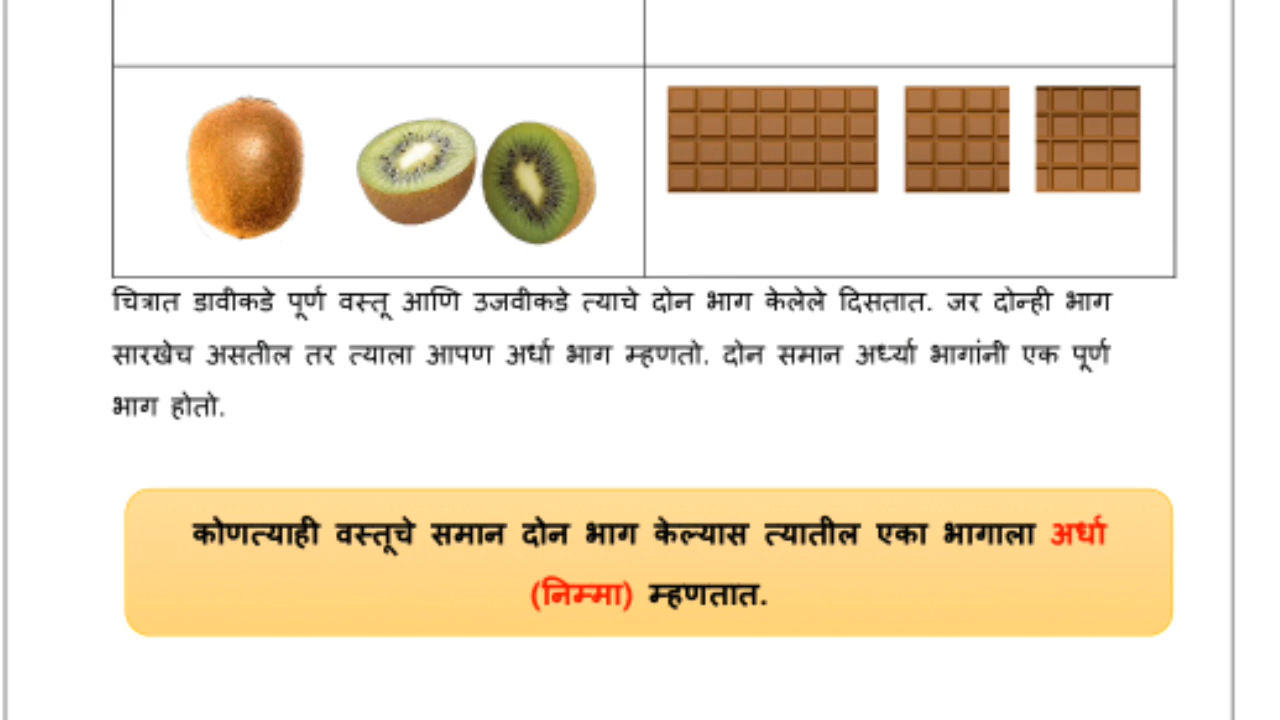 चित्रात डावीकडे पूर्ण वस्तू आणि उजवीकडे त्याचे दोन भाग केलेले दिसतात. जर दोन्ही भाग
सारखेच असतील तर त्याला आपण अर्धा भाग म्हणतो. दोन समान अर्ध्या भागांनी एक पूर्ण
भाग होतो.
कोणत्याही वस्तूचे समान दोन भाग केल्यास त्यातील एका भागाला अर्धा
(निम्मा) म्हणतात.